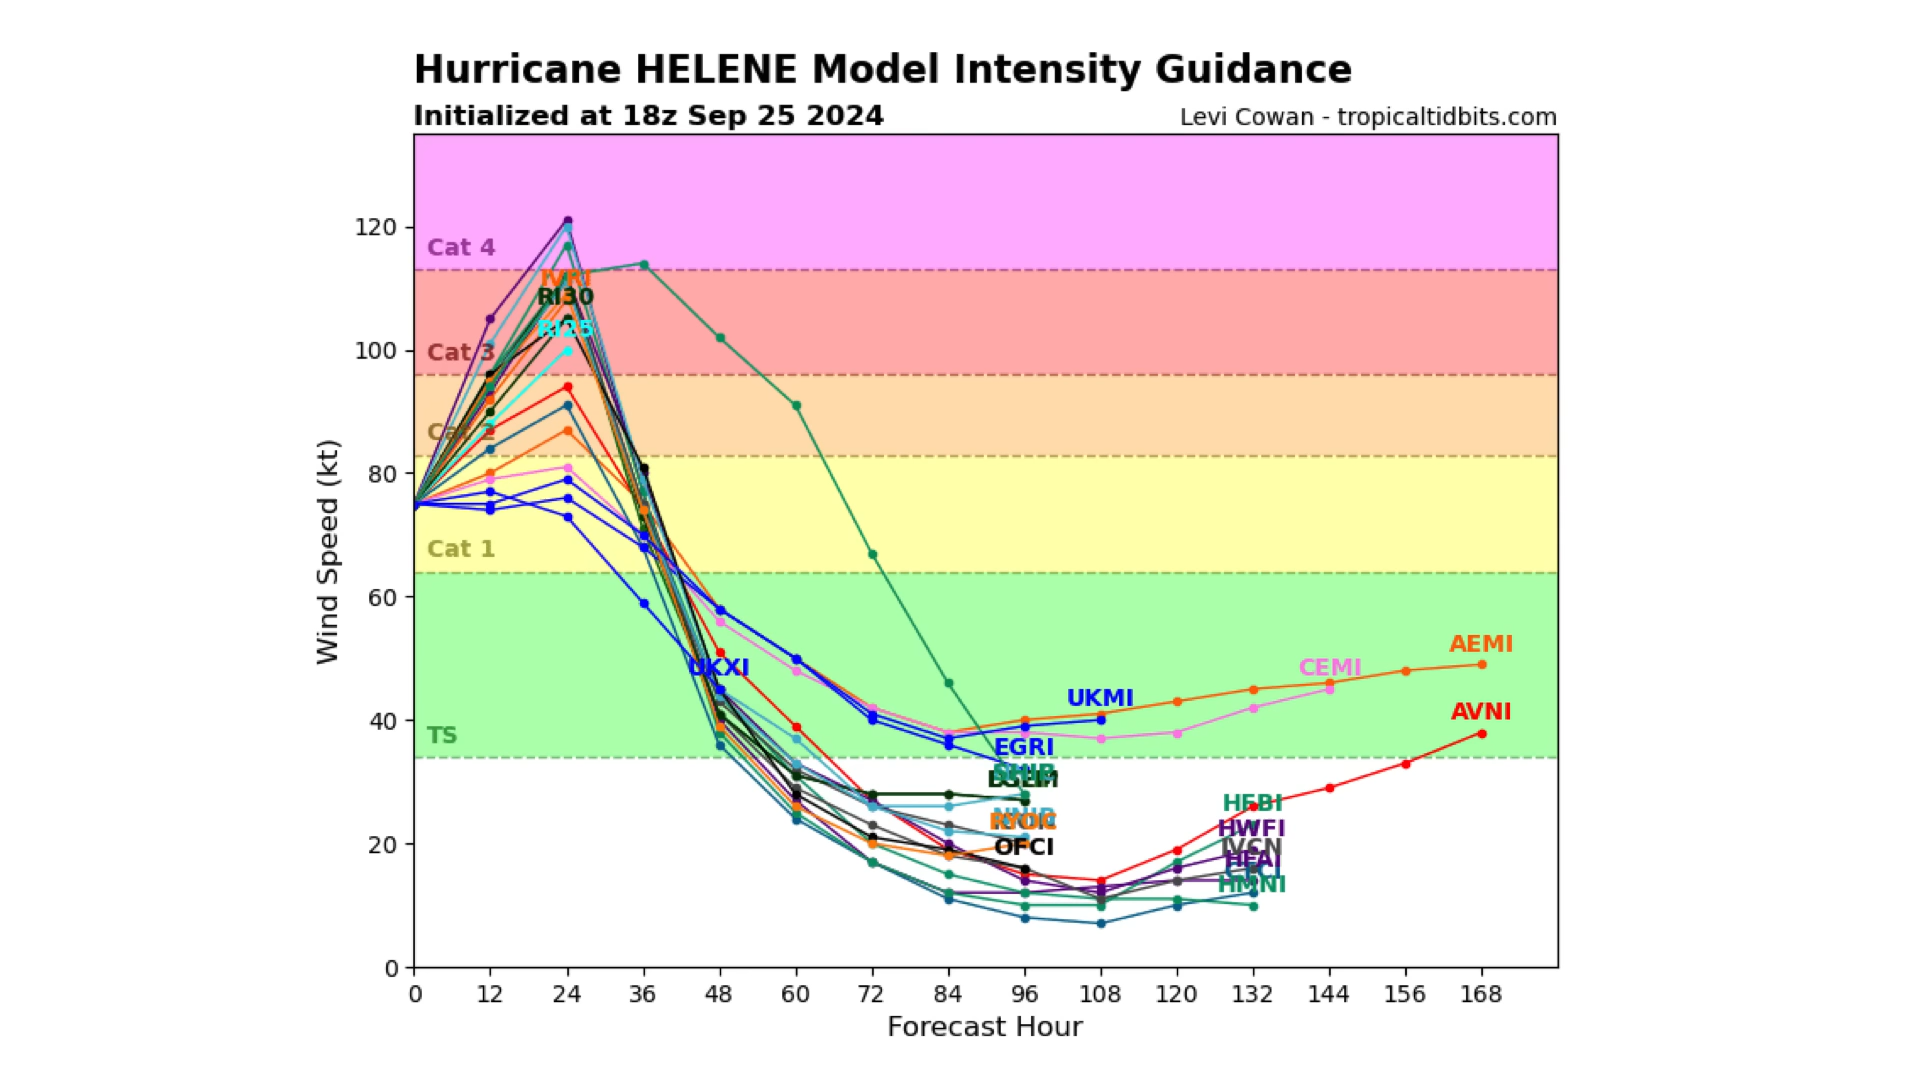 Hurricane HELENE Model Intensity Guidance
Initialized at 18z Sep 25 2024
Levi Cowan - tropicaltidbits.com
Wind Speed (kt)
120
100
80
60
40
20
0
Cat 4
Cat 3
Cat 2
Cat 1
TS
RI30
RI25
UKXI
AEMI
CEMI
UKMI
AVNI
EGRI
LGEM
OFCI
HFBI
HWFI
IVCN
HFAI
HMNI
0 12 24 36 48 60 72 84 96 108 120 132 144 156 168
Forecast Hour